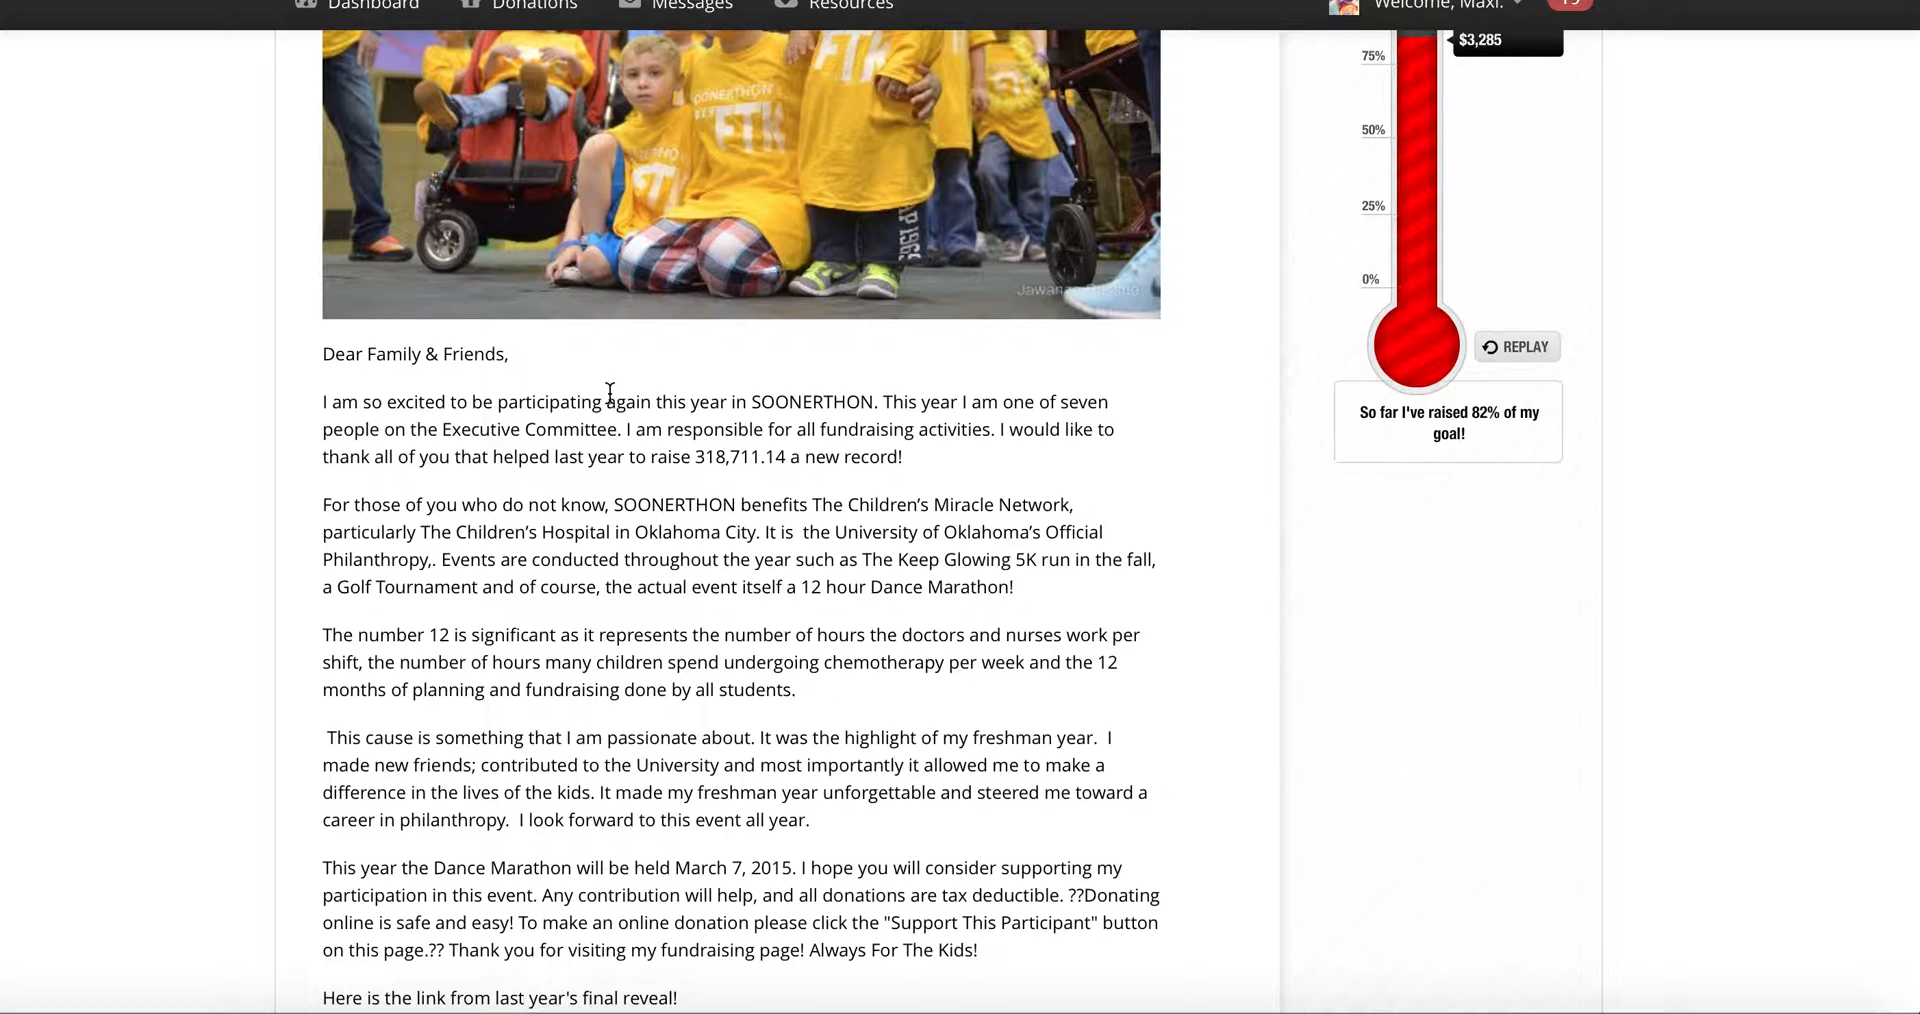 Dashboard Donations Messages Resources Welcome, Maxi.
$3,285
75%
50%
25%
0%
REPLAY
So far I've raised 82% of my
goal!
SOONERTHON
FTK
FTK
Dear Family & Friends,
I am so excited to be participating again this year in SOONERTHON. This year I am one of seven
people on the Executive Committee. I am responsible for all fundraising activities. I would like to
thank all of you that helped last year to raise 318,711.14 a new record!
For those of you who do not know, SOONERTHON benefits The Children’s Miracle Network,
particularly The Children’s Hospital in Oklahoma City. It is  the University of Oklahoma’s Official
Philanthropy,. Events are conducted throughout the year such as The Keep Glowing 5K run in the fall,
a Golf Tournament and of course, the actual event itself a 12 hour Dance Marathon!
The number 12 is significant as it represents the number of hours the doctors and nurses work per
shift, the number of hours many children spend undergoing chemotherapy per week and the 12
months of planning and fundraising done by all students.
This cause is something that I am passionate about. It was the highlight of my freshman year.  I
made new friends; contributed to the University and most importantly it allowed me to make a
difference in the lives of the kids. It made my freshman year unforgettable and steered me toward a
career in philanthropy.  I look forward to this event all year.
This year the Dance Marathon will be held March 7, 2015. I hope you will consider supporting my
participation in this event. Any contribution will help, and all donations are tax deductible. ??Donating
online is safe and easy! To make an online donation please click the "Support This Participant" button
on this page.?? Thank you for visiting my fundraising page! Always For The Kids!
Here is the link from last year's final reveal!